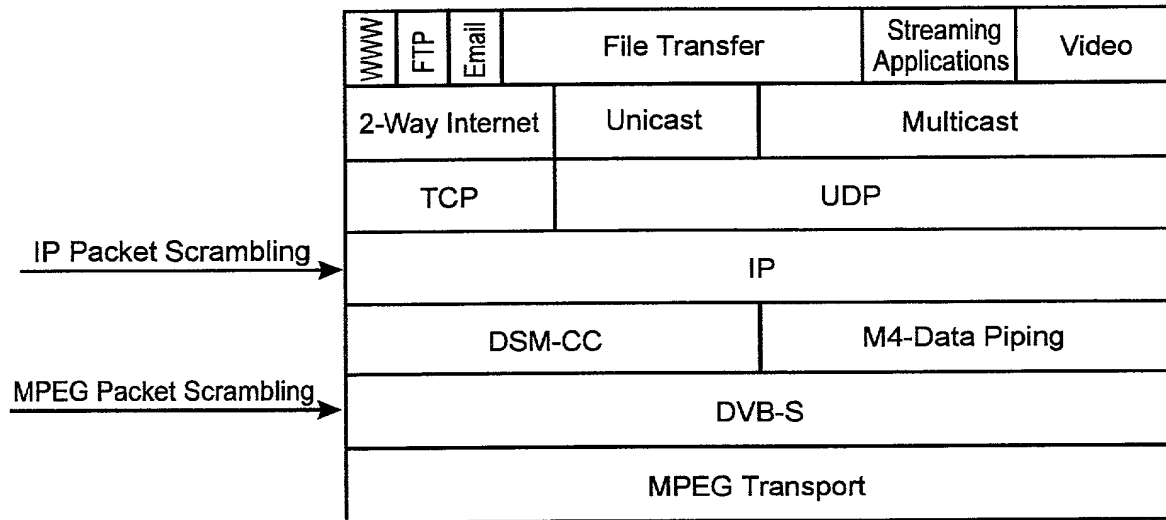 WWW
FTP
Email
File Transfer
Streaming
Applications
Video
2-Way Internet
Unicast
Multicast
TCP
UDP
IP Packet Scrambling
IP
DSM-CC
M4-Data Piping
MPEG Packet Scrambling
DVB-S
MPEG Transport